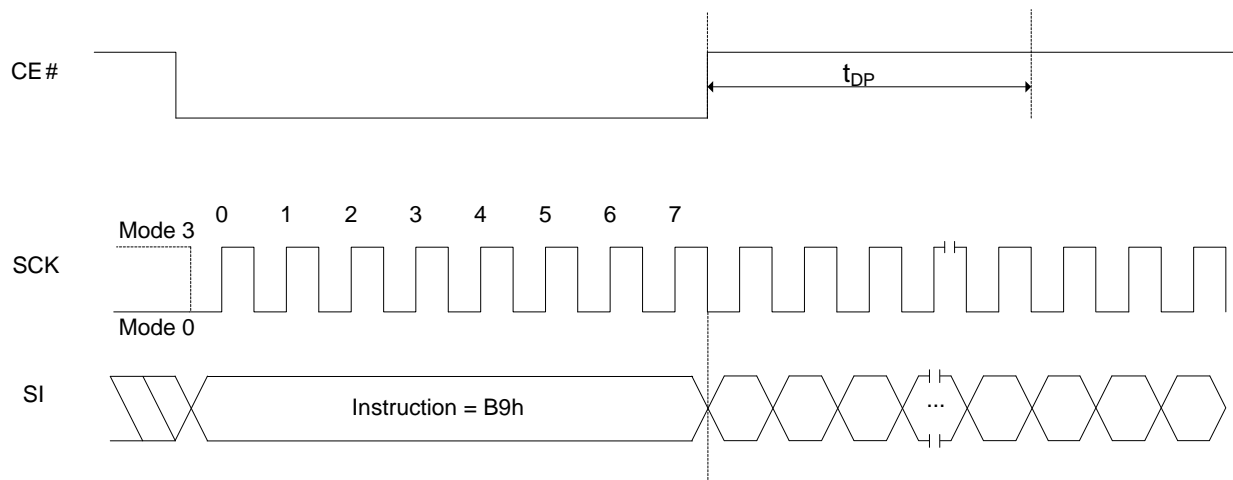 CE#
tDP
0 1 2 3 4 5 6 7
Mode 3
SCK
Mode 0
SI
Instruction = B9h
...